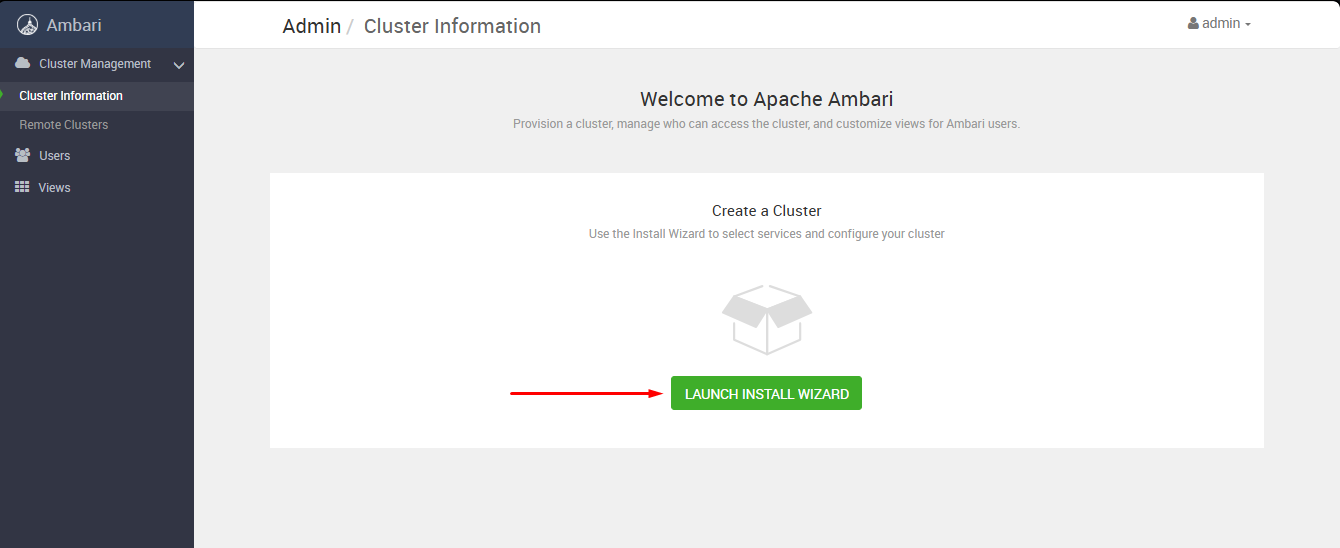 Ambari
Admin / Cluster Information
admin
Cluster Management
Cluster Information
Remote Clusters
Users
Views
Welcome to Apache Ambari
Provision a cluster, manage who can access the cluster, and customize views for Ambari users.
Create a Cluster
Use the Install Wizard to select services and configure your cluster
LAUNCH INSTALL WIZARD